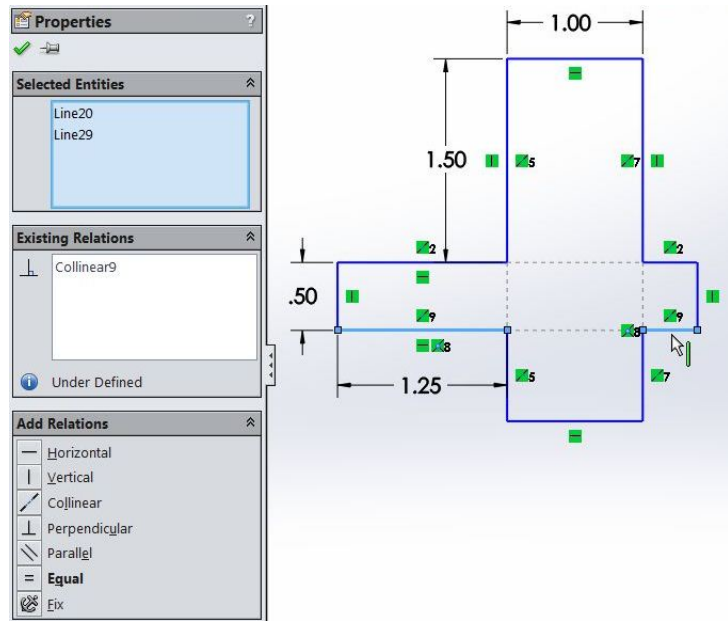 Properties ?
Selected Entities
Line20
Line29
Existing Relations
Collinear9
Under Defined
Add Relations
Horizontal
Vertical
Collinear
Perpendicular
Parallel
= Equal
Fix
1.00
1.50
5 7
2 2
.50
9 9
8 8
1.25 5 7